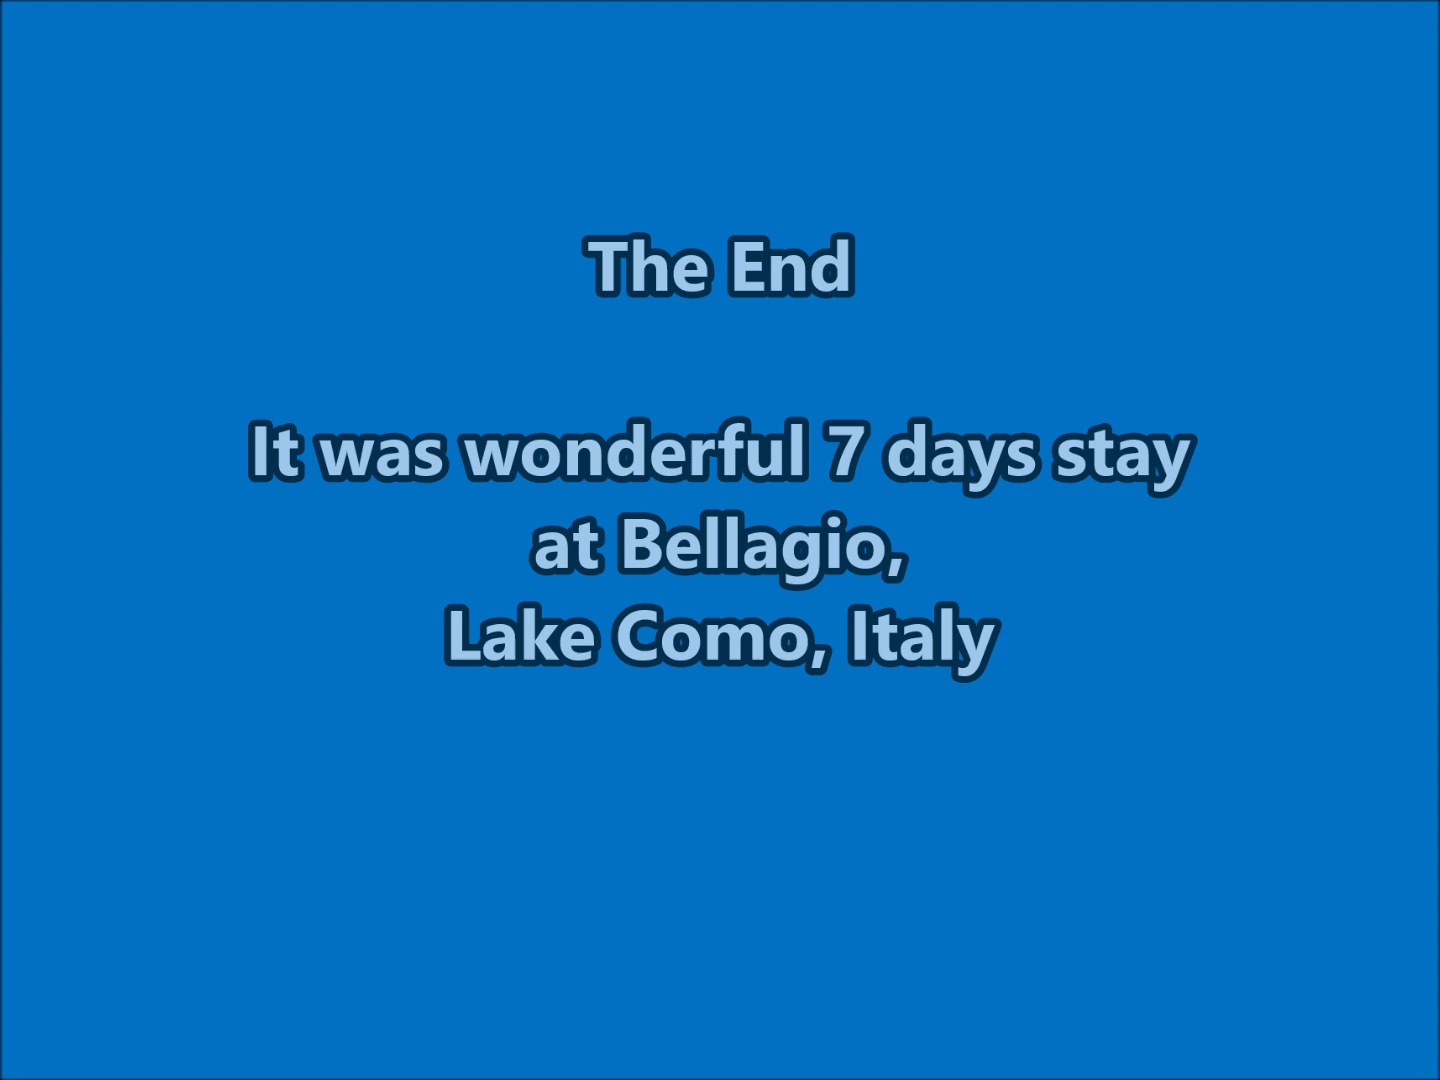 The End
It was wonderful 7 days stay
at Bellagio,
Lake Como, Italy